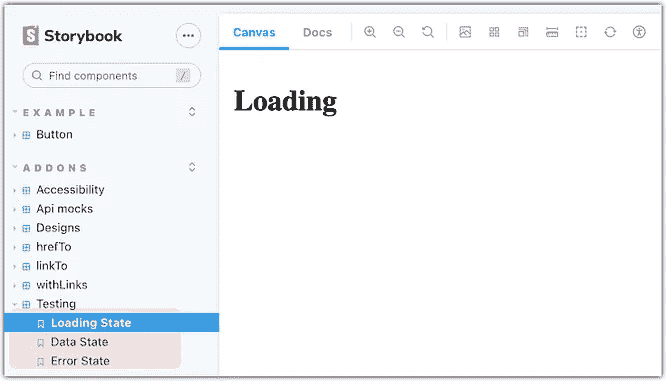 Storybook
Find components /
EXAMPLE
Button
ADDONS
Accessibility
Api mocks
Designs
hrefTo
linkTo
withLinks
Testing
Loading State
Data State
Error State
Canvas Docs
Loading